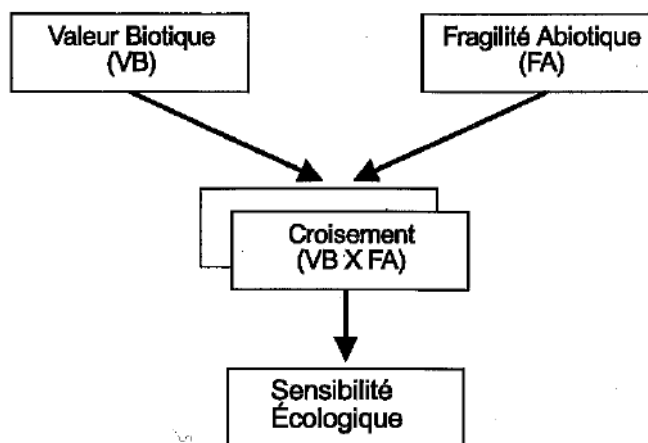 Valeur Biotique
(VB)
Fragilité Abiotique
(FA)
Croisement
(VB X FA)
Sensibilité
Écologique